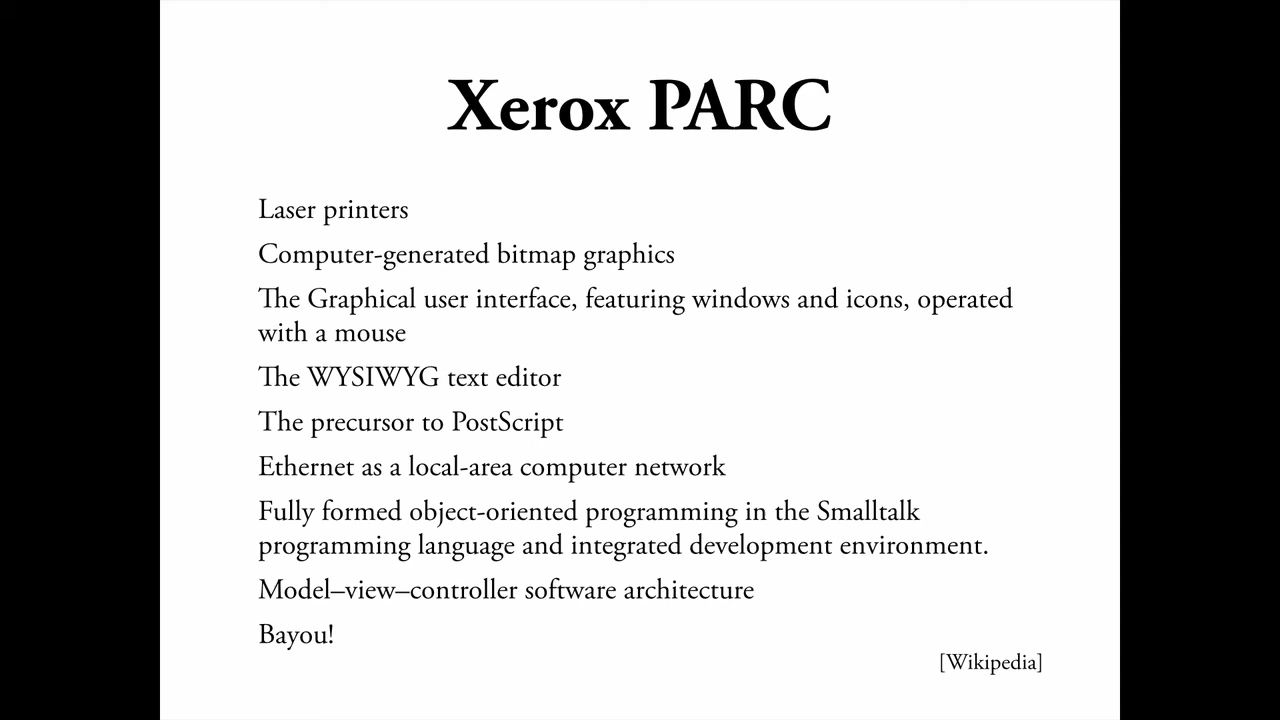 Xerox PARC
Laser printers
Computer-generated bitmap graphics
The Graphical user interface, featuring windows and icons, operated
with a mouse
The WYSIWYG text editor
The precursor to PostScript
Ethernet as a local-area computer network
Fully formed object-oriented programming in the Smalltalk
programming language and integrated development environment.
Model–view–controller software architecture
Bayou!
[Wikipedia]